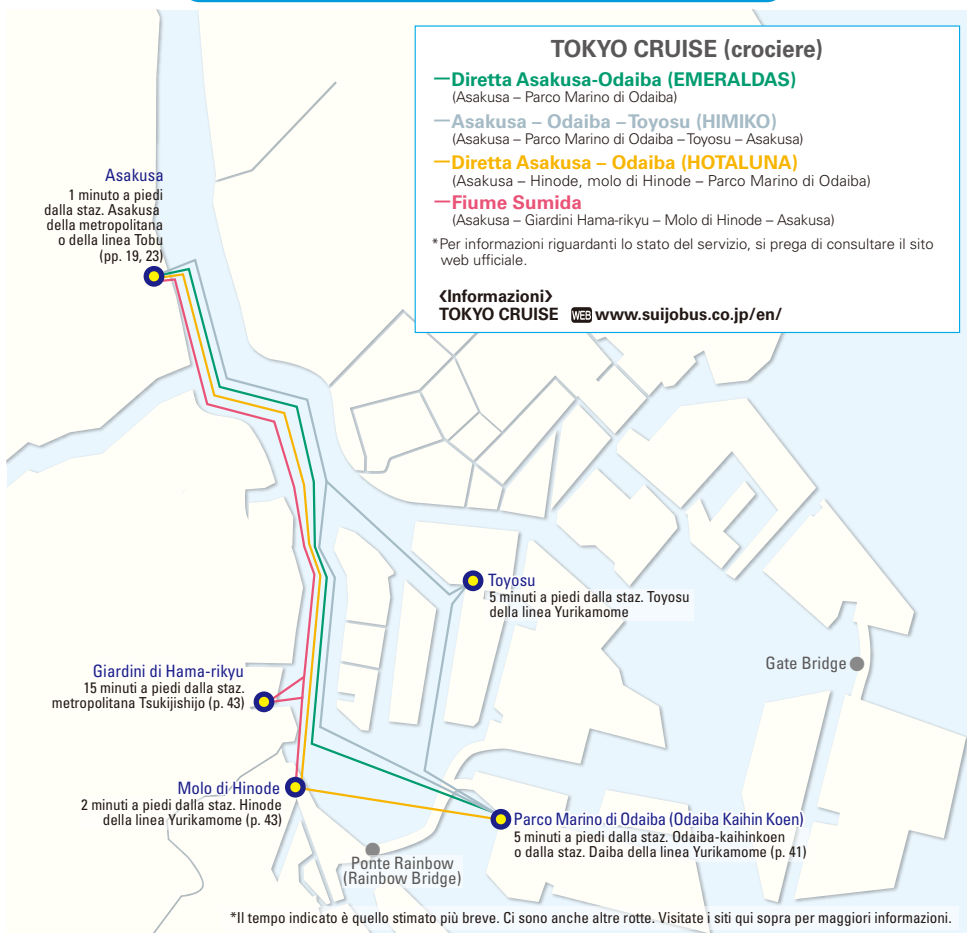 TOKYO CRUISE (crociere)
Diretta Asakusa-Odaiba (EMERALDAS)
(Asakusa – Parco Marino di Odaiba)
Asakusa – Odaiba – Toyosu (HIMIKO)
(Asakusa – Parco Marino di Odaiba – Toyosu – Asakusa)
Diretta Asakusa – Odaiba (HOTALUNA)
(Asakusa – Hinode, molo di Hinode – Parco Marino di Odaiba)
Fiume Sumida
(Asakusa – Giardini Hama-rikyu – Molo di Hinode – Asakusa)
*Per informazioni riguardanti lo stato del servizio, si prega di consultare il sito
web ufficiale.
〈Informazioni〉
TOKYO CRUISE WEB www.suijobus.co.jp/en/
Asakusa
1 minuto a piedi
dalla staz. Asakusa
della metropolitana
o della linea Tobu
(pp. 19, 23)
Toyosu
5 minuti a piedi dalla staz. Toyosu
della linea Yurikamome
Gate Bridge
Giardini di Hama-rikyu
15 minuti a piedi dalla staz.
metropolitana Tsukijishijo (p. 43)
Molo di Hinode
2 minuti a piedi dalla staz. Hinode
della linea Yurikamome (p. 43)
Parco Marino di Odaiba (Odaiba Kaihin Koen)
5 minuti a piedi dalla staz. Odaiba-kaihinkoen
o dalla staz. Daiba della linea Yurikamome (p. 41)
Ponte Rainbow
(Rainbow Bridge)
*Il tempo indicato è quello stimato più breve. Ci sono anche altre rotte. Visitate i siti qui sopra per maggiori informazioni.